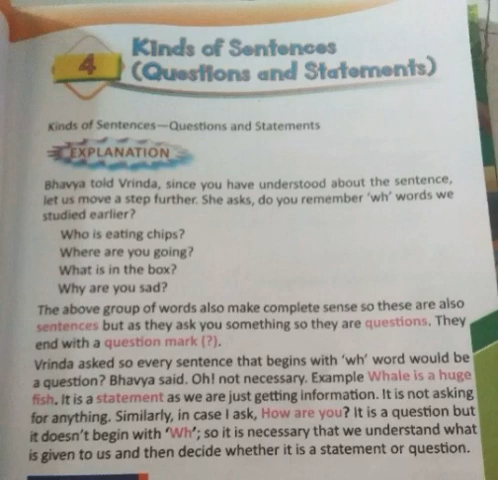 4
Kinds of Sentences
(Questions and Statements)
Kinds of Sentences—Questions and Statements
EXPLANATION
Bhavya told Vrinda, since you have understood about the sentence,
let us move a step further. She asks, do you remember 'wh' words we
studied earlier?
Who is eating chips?
Where are you going?
What is in the box?
Why are you sad?
The above group of words also make complete sense so these are also
sentences but as they ask you something so they are questions. They
end with a question mark (?).
Vrinda asked so every sentence that begins with 'wh' word would be
a question? Bhavya said. Oh! not necessary. Example Whale is a huge
fish. It is a statement as we are just getting information. It is not asking
for anything. Similarly, in case I ask, How are you? It is a question but
it doesn't begin with 'Wh'; so it is necessary that we understand what
is given to us and then decide whether it is a statement or question.